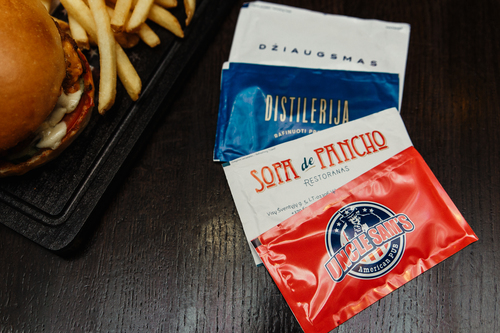 DŽIAUGSMAS
DISTILERIJA
SOFA de PANCHO
RESTORANAS
UNCLE SAM'S
American PUB